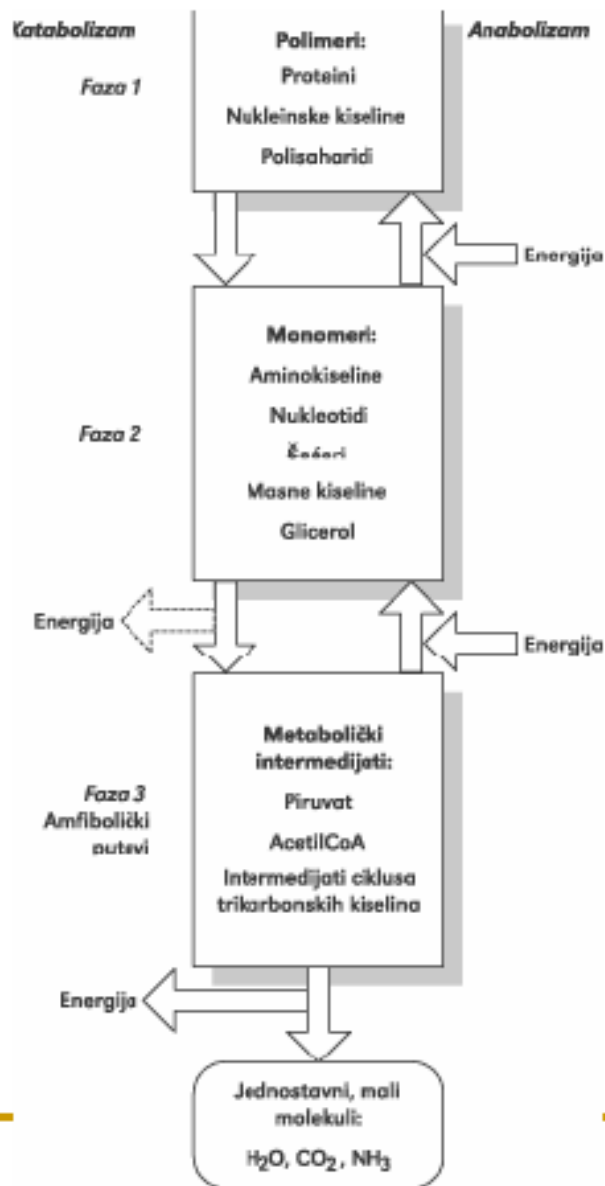 Katabolizam
Anabolizam
Polimeri:
Faza 1
Proteini
Nukleinske kiseline
Polisaharidi
Energija
Monomeri:
Aminokiseline
Nukleotidi
Faza 2
Masne kiseline
Glicerol
Energija
Energija
Metabolički
intermedijati:
Faza 3
Amfibolički
putevi
Piruvat
AcetilCoA
Intermedijati ciklusa
trikarbonskih kiselina
Energija
Jednostavni, mali
molekuli:
H₂O, CO₂, NH₃